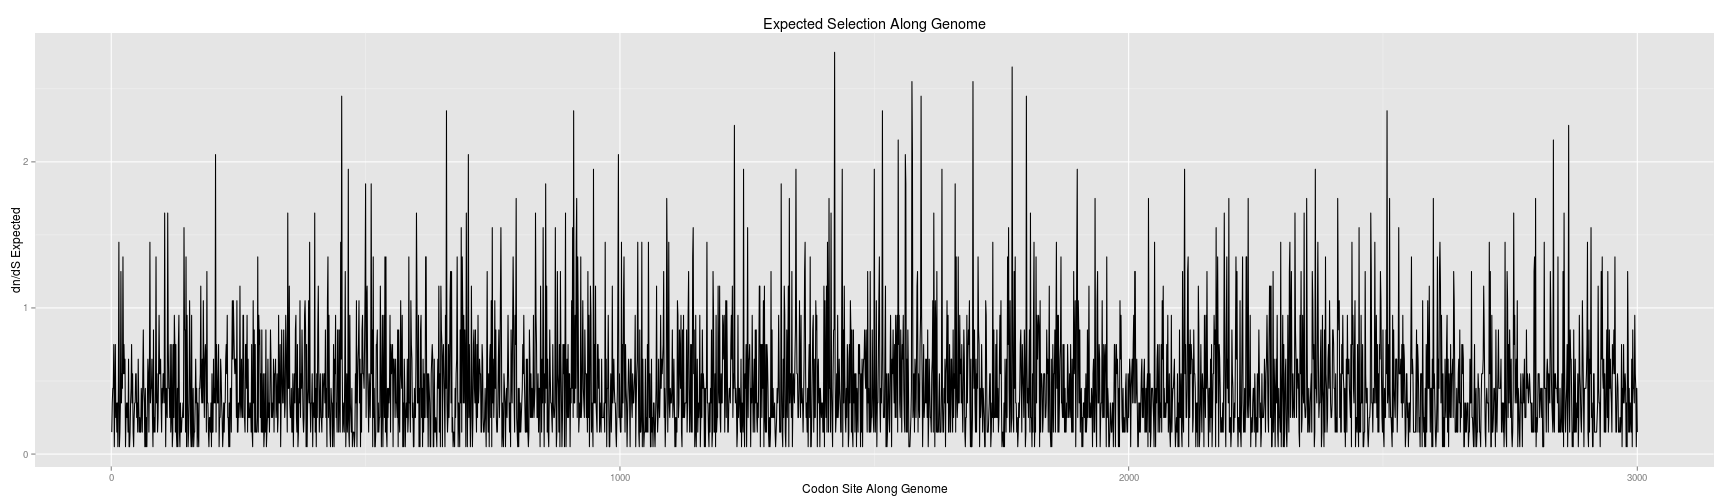 Expected Selection Along Genome
dn/dS Expected
2
1
0
0 1000 2000 3000
Codon Site Along Genome